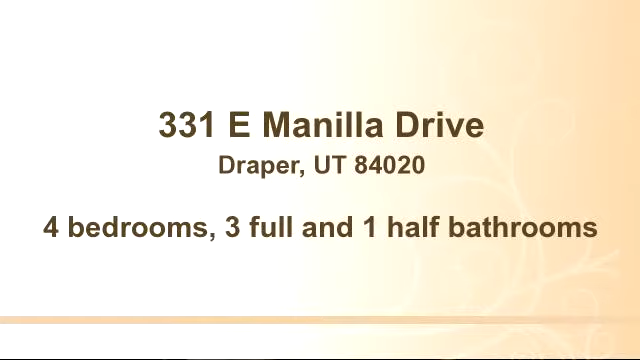 331 E Manilla Drive
Draper, UT 84020
4 bedrooms, 3 full and 1 half bathrooms